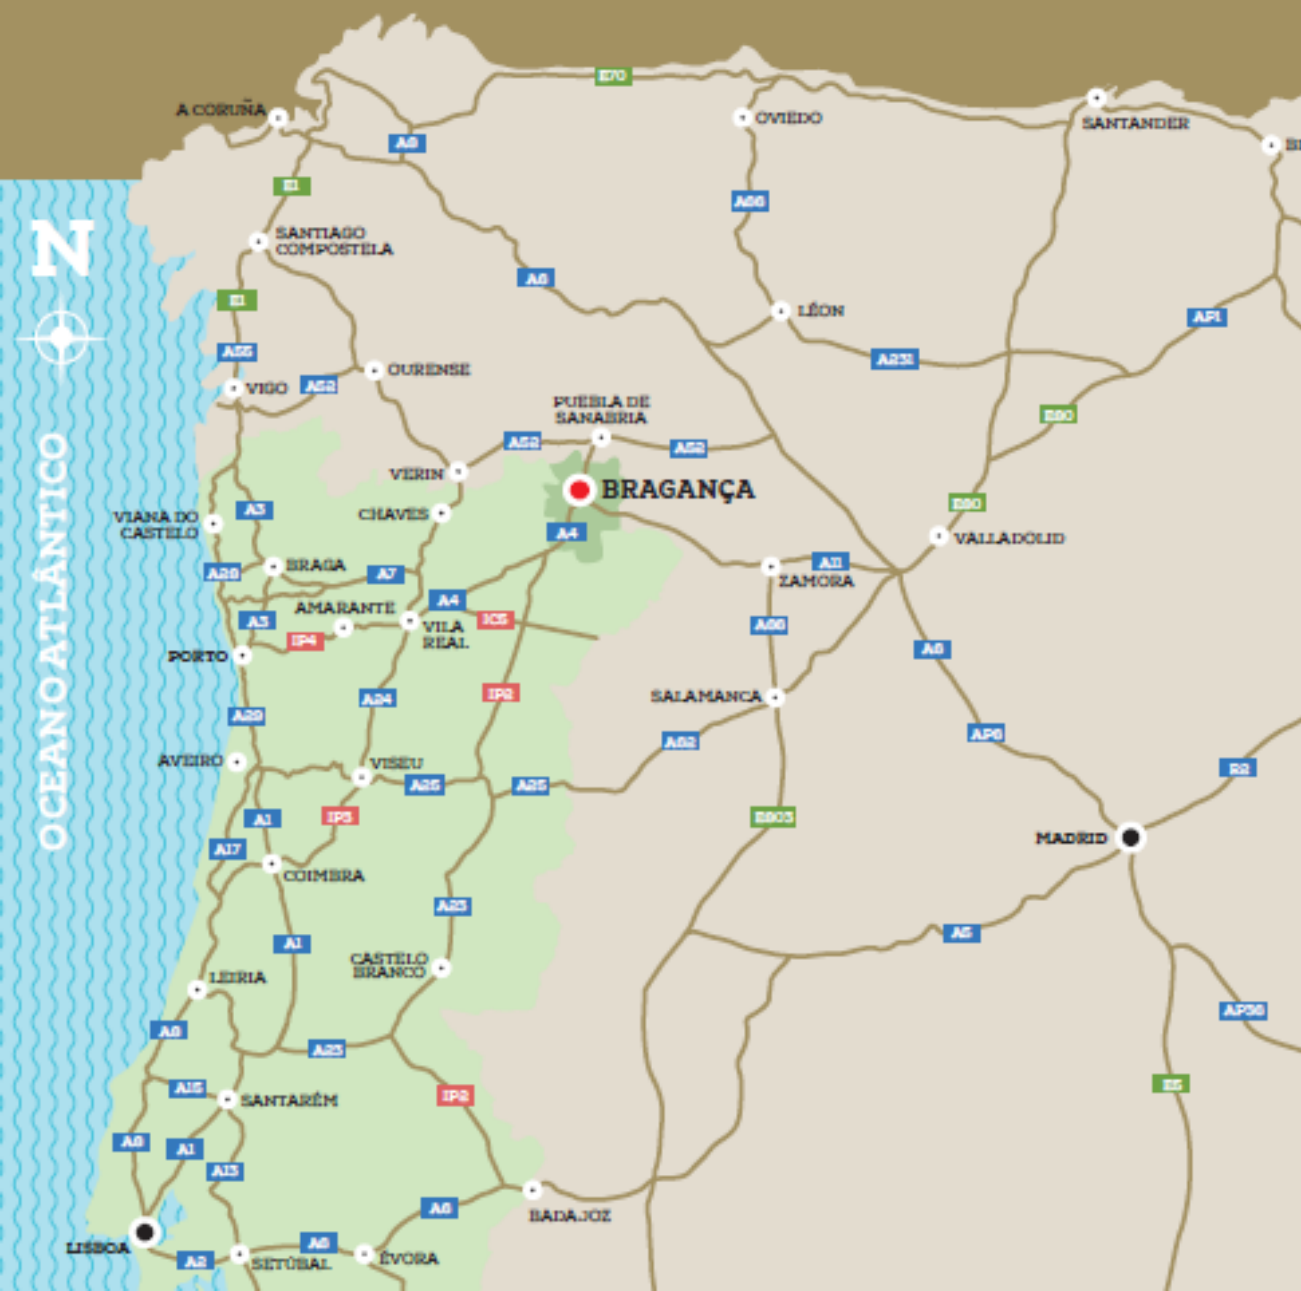 E70
A CORUÑA
A8
OVIEDO
SANTANDER
E1
A66
SANTIAGO
COMPOSTELA
N
A6
E1
LÉON
AP1
A55
A231
OURENSE
VIGO
A52
PUEBLA DE
SANABRIA
E80
A52
A52
VERIN
BRAGANÇA
CHAVES
A3
E80
VIANA DO
CASTELO
A4
VALLADOLID
BRAGA
A7
A11
A28
ZAMORA
A4
AMARANTE
A3
IC5
A66
VILA
REAL
IP4
PORTO
A6
OCEANO ATLÂNTICO
IP2
A24
SALAMANCA
A29
A62
AP6
AVEIRO
VISEU
R2
A25
A25
A1
IP3
E803
MADRID
A17
COIMBRA
A23
A5
A1
CASTELO
BRANCO
LEIRIA
AP36
A8
A23
A15
IP2
E5
SANTARÉM
A8
A1
A13
A6
BADAJOZ
LISBOA
A6
A2
SETÚBAL
ÉVORA